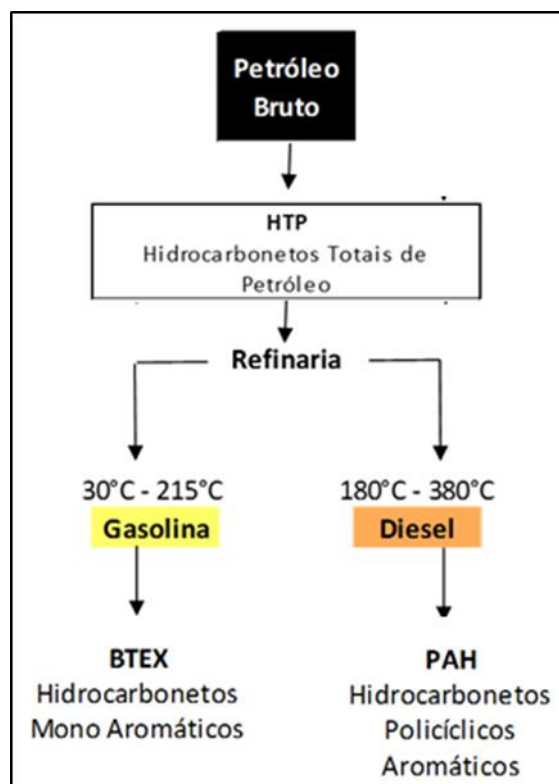 Petróleo
Bruto
HTP
Hidrocarbonetos Totais de
Petróleo
Refinaria
30°C - 215°C
180°C - 380°C
Gasolina
Diesel
BTEX
Hidrocarbonetos
Mono Aromáticos
PAH
Hidrocarbonetos
Policíclicos
Aromáticos